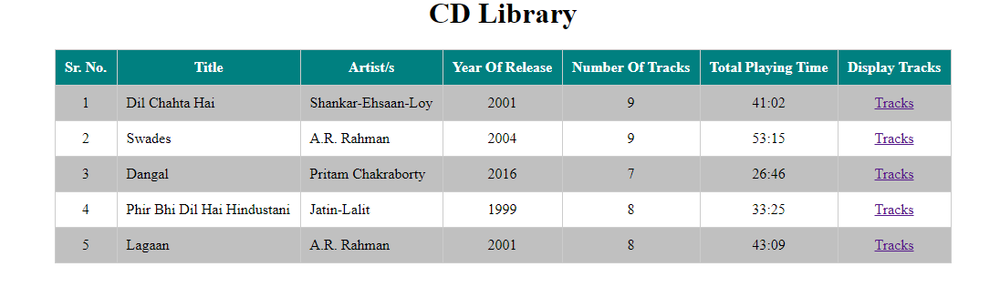 CD Library
Sr. No. Title Artist/s Year Of Release Number Of Tracks Total Playing Time Display Tracks
1 Dil Chahta Hai Shankar-Ehsaan-Loy 2001 9 41:02 Tracks
2 Swades A.R. Rahman 2004 9 53:15 Tracks
3 Dangal Pritam Chakraborty 2016 7 26:46 Tracks
4 Phir Bhi Dil Hai Hindustani Jatin-Lalit 1999 8 33:25 Tracks
5 Lagaan A.R. Rahman 2001 8 43:09 Tracks